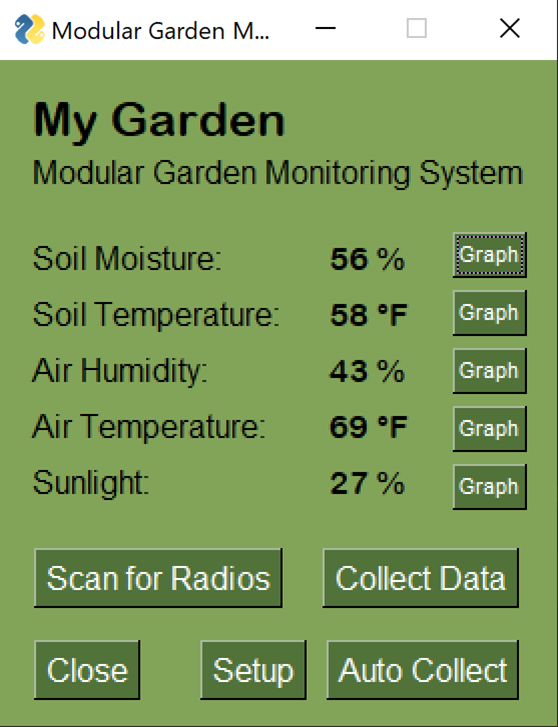 Modular Garden M...
My Garden
Modular Garden Monitoring System
Soil Moisture: 56 % Graph
Soil Temperature: 58 °F Graph
Air Humidity: 43 % Graph
Air Temperature: 69 °F Graph
Sunlight: 27 % Graph
Scan for Radios Collect Data
Close Setup Auto Collect